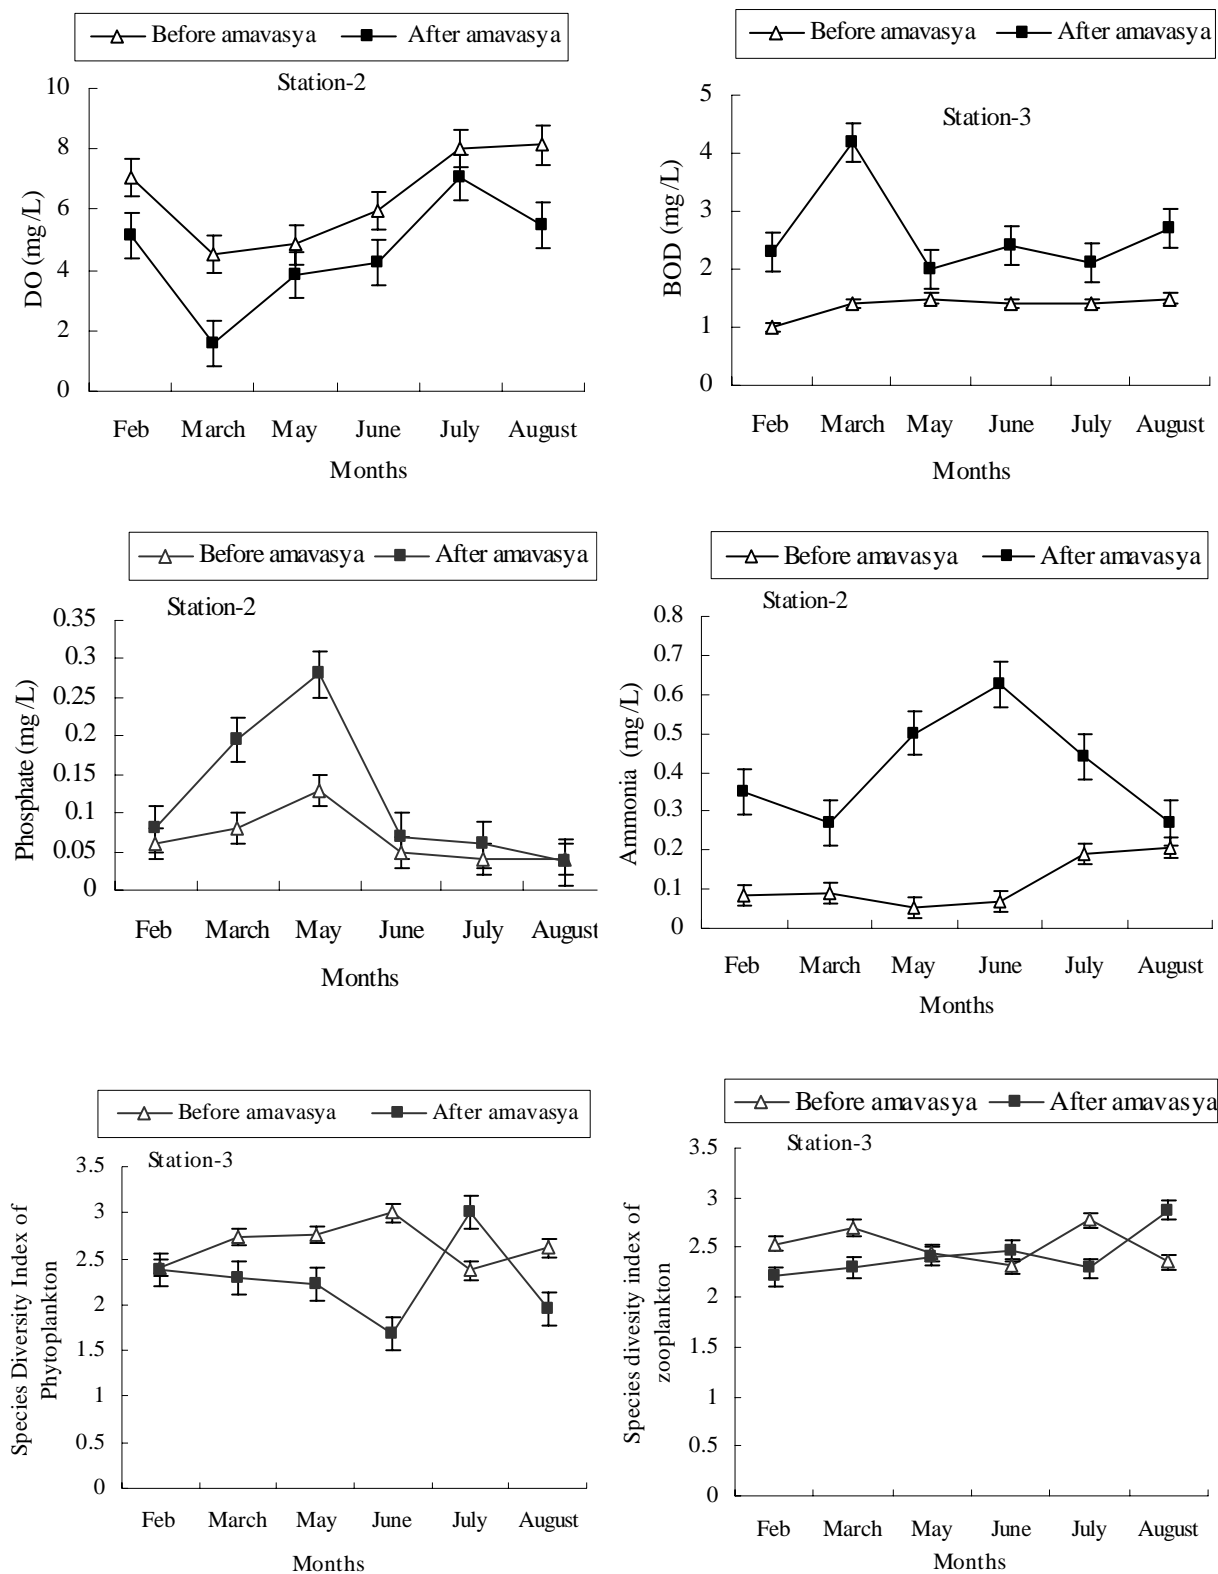 Before amavasya After amavasya
Station-2
DO (mg/L)
10
8
6
4
2
0
Feb March May June July August
Months
Before amavasya After amavasya
Station-3
BOD (mg/L)
5
4
3
2
1
0
Feb March May June July August
Months
Before amavasya After amavasya
Station-2
Phosphate (mg/L)
0.35
0.3
0.25
0.2
0.15
0.1
0.05
0
Feb March May June July August
Months
Before amavasya After amavasya
Station-2
Ammonia (mg/L)
0.8
0.7
0.6
0.5
0.4
0.3
0.2
0.1
0
Feb March May June July August
Months
Before amavasya After amavasya
Station-3
Species Diversity Index of
Phytoplankton
3.5
3
2.5
2
1.5
1
0.5
0
Feb March May June July August
Months
Before amavasya After amavasya
Station-3
Species divesity index of
zooplankton
3.5
3
2.5
2
1.5
1
0.5
0
Feb March May June July August
Months